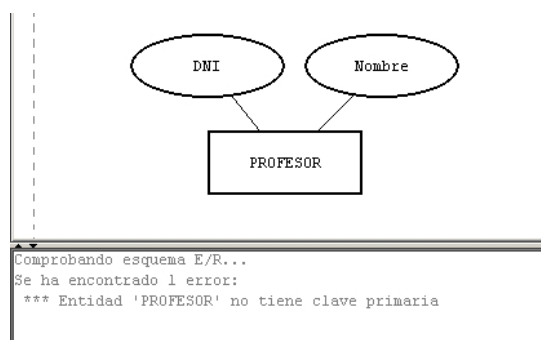 DNI
Nombre
PROFESOR
Comprobando esquema E/R...
Se ha encontrado 1 error:
*** Entidad 'PROFESOR' no tiene clave primaria